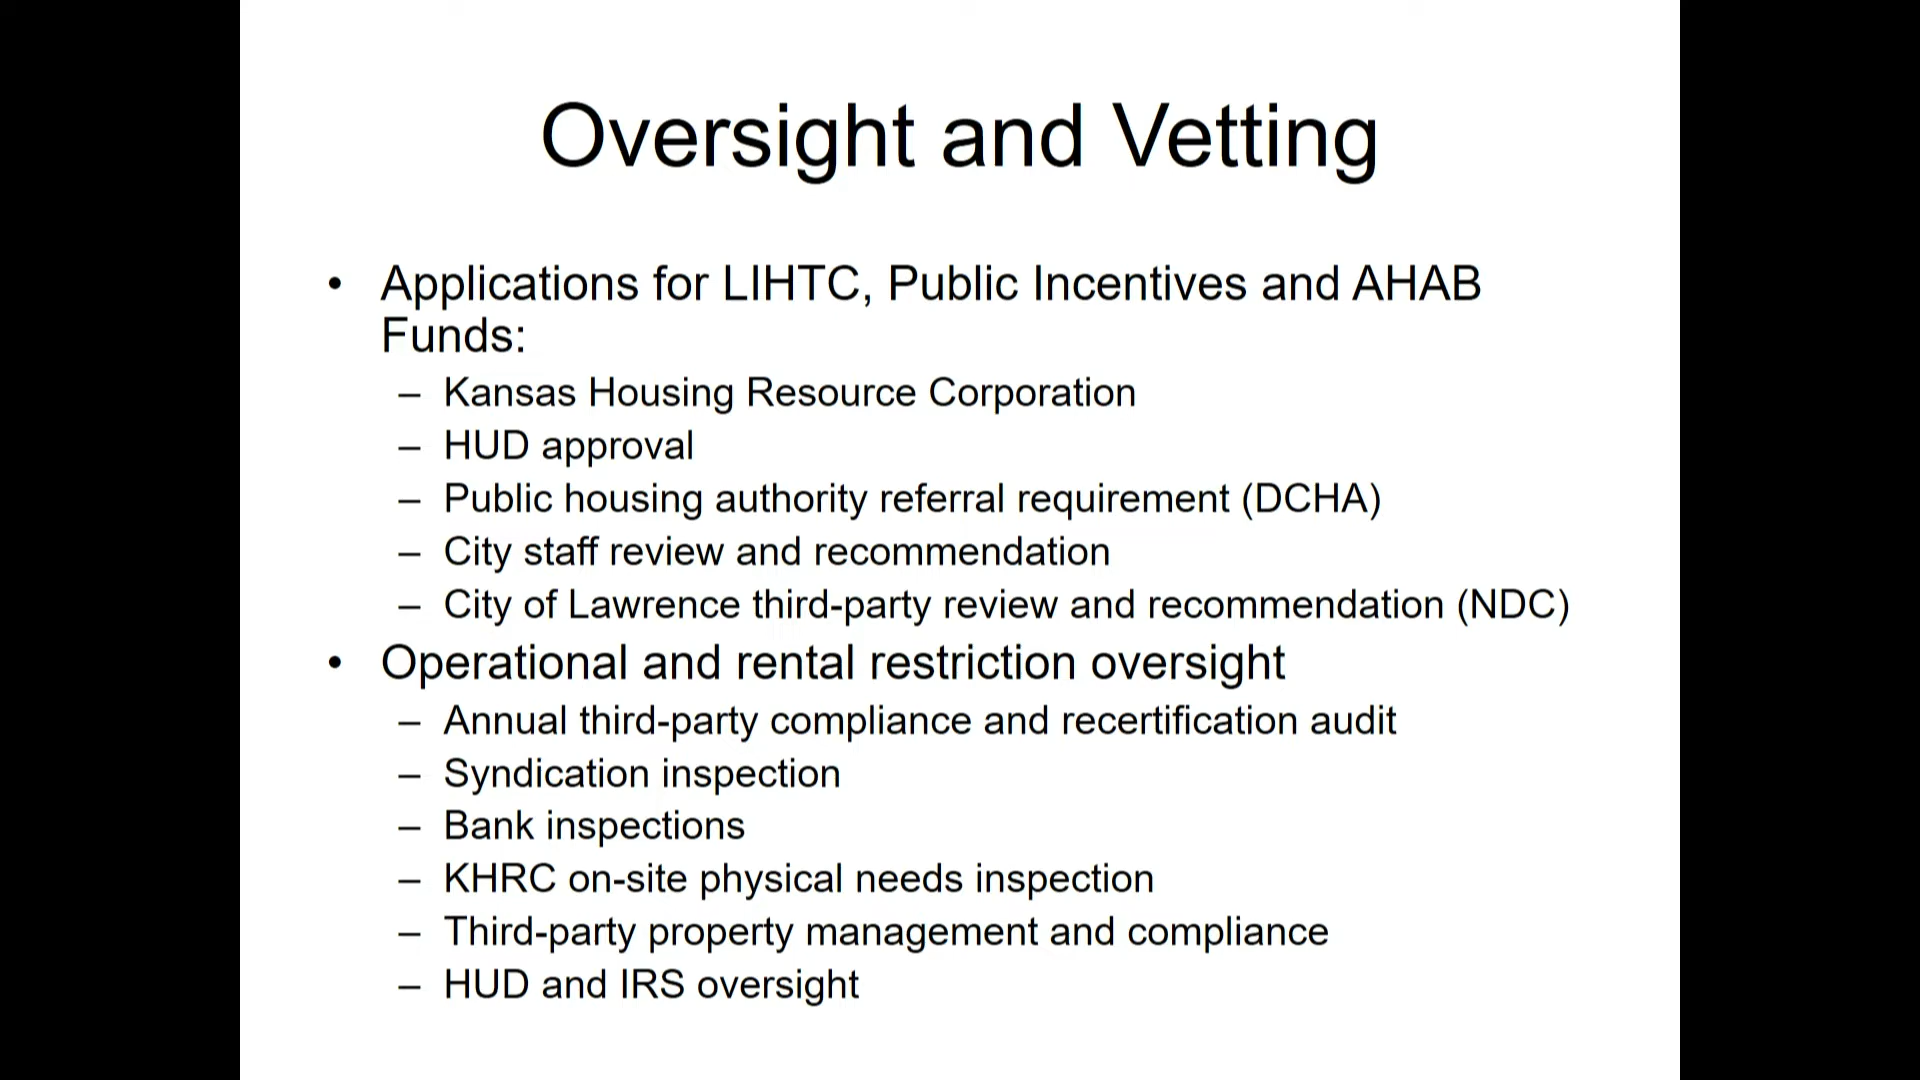 Oversight and Vetting
• Applications for LIHTC, Public Incentives and AHAB
Funds:
– Kansas Housing Resource Corporation
– HUD approval
– Public housing authority referral requirement (DCHA)
– City staff review and recommendation
– City of Lawrence third-party review and recommendation (NDC)
• Operational and rental restriction oversight
– Annual third-party compliance and recertification audit
– Syndication inspection
– Bank inspections
– KHRC on-site physical needs inspection
– Third-party property management and compliance
– HUD and IRS oversight